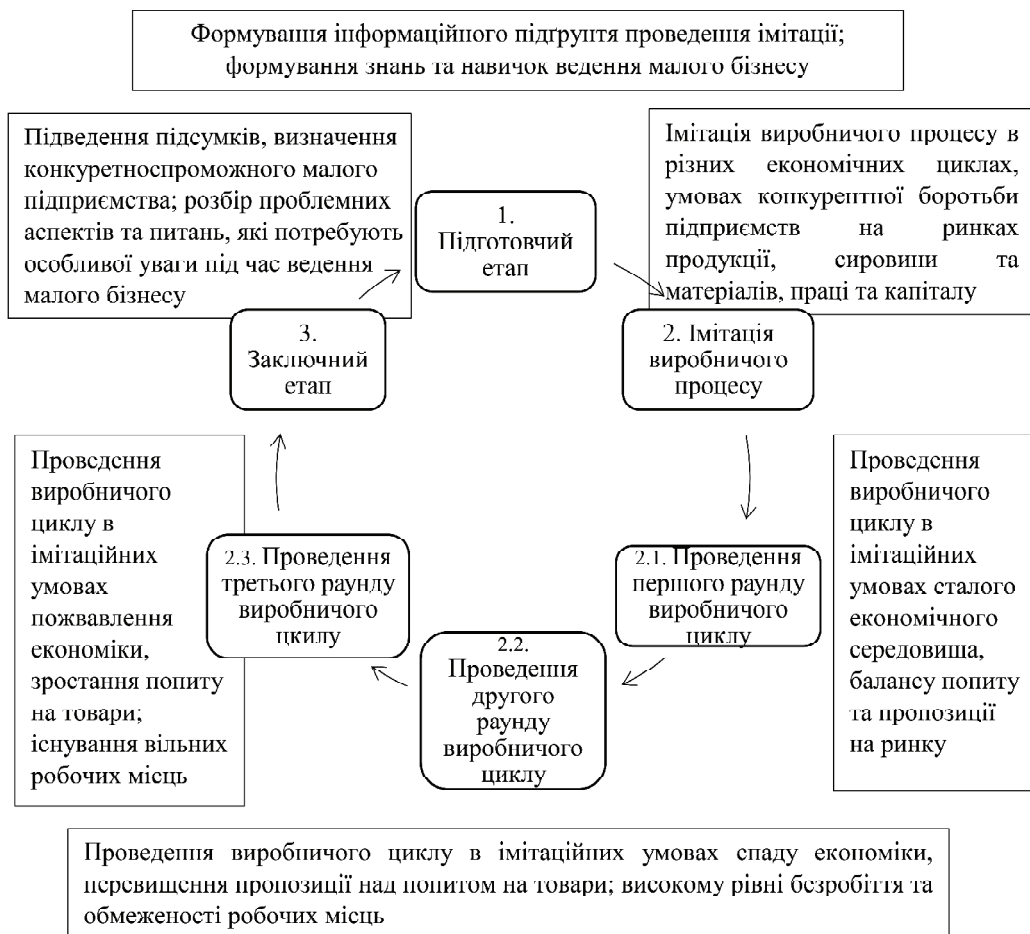 Формування інформаційного підґрунтя проведення імітації;
формування знань та навичок ведення малого бізнесу
Підведення підсумків, визначення
конкуретноспроможного малого
підприємства; розбір проблемних
аспектів та питань, які потребують
особливої уваги під час ведення
малого бізнесу
1.
Підготовчий
етап
Імітація виробничого процесу в
різних економічних циклах,
умовах конкурентної боротьби
підприємств на ринках
продукції, сировини та
матеріалів, праці та капіталу
3.
Заключний
етап
2. Імітація
виробничого
процесу
Проведення
виробничого
циклу в
імітаційних
умовах
пожвавлення
економіки,
зростання попиту
на товари;
існування вільних
робочих місць
2.3. Проведення
третього раунду
виробничого
цкилу
2.2.
Проведення
другого
раунду
виробничого
циклу
2.1. Проведення
першого раунду
виробничого
циклу
Проведення
виробничого
циклу в
імітаційних
умовах сталого
економічного
середовища,
балансу попиту
та пропозиції
на ринку
Проведення виробничого циклу в імітаційних умовах спаду економіки,
перевищення пропозиції над попитом на товари; високому рівні безробіття та
обмеженості робочих місць